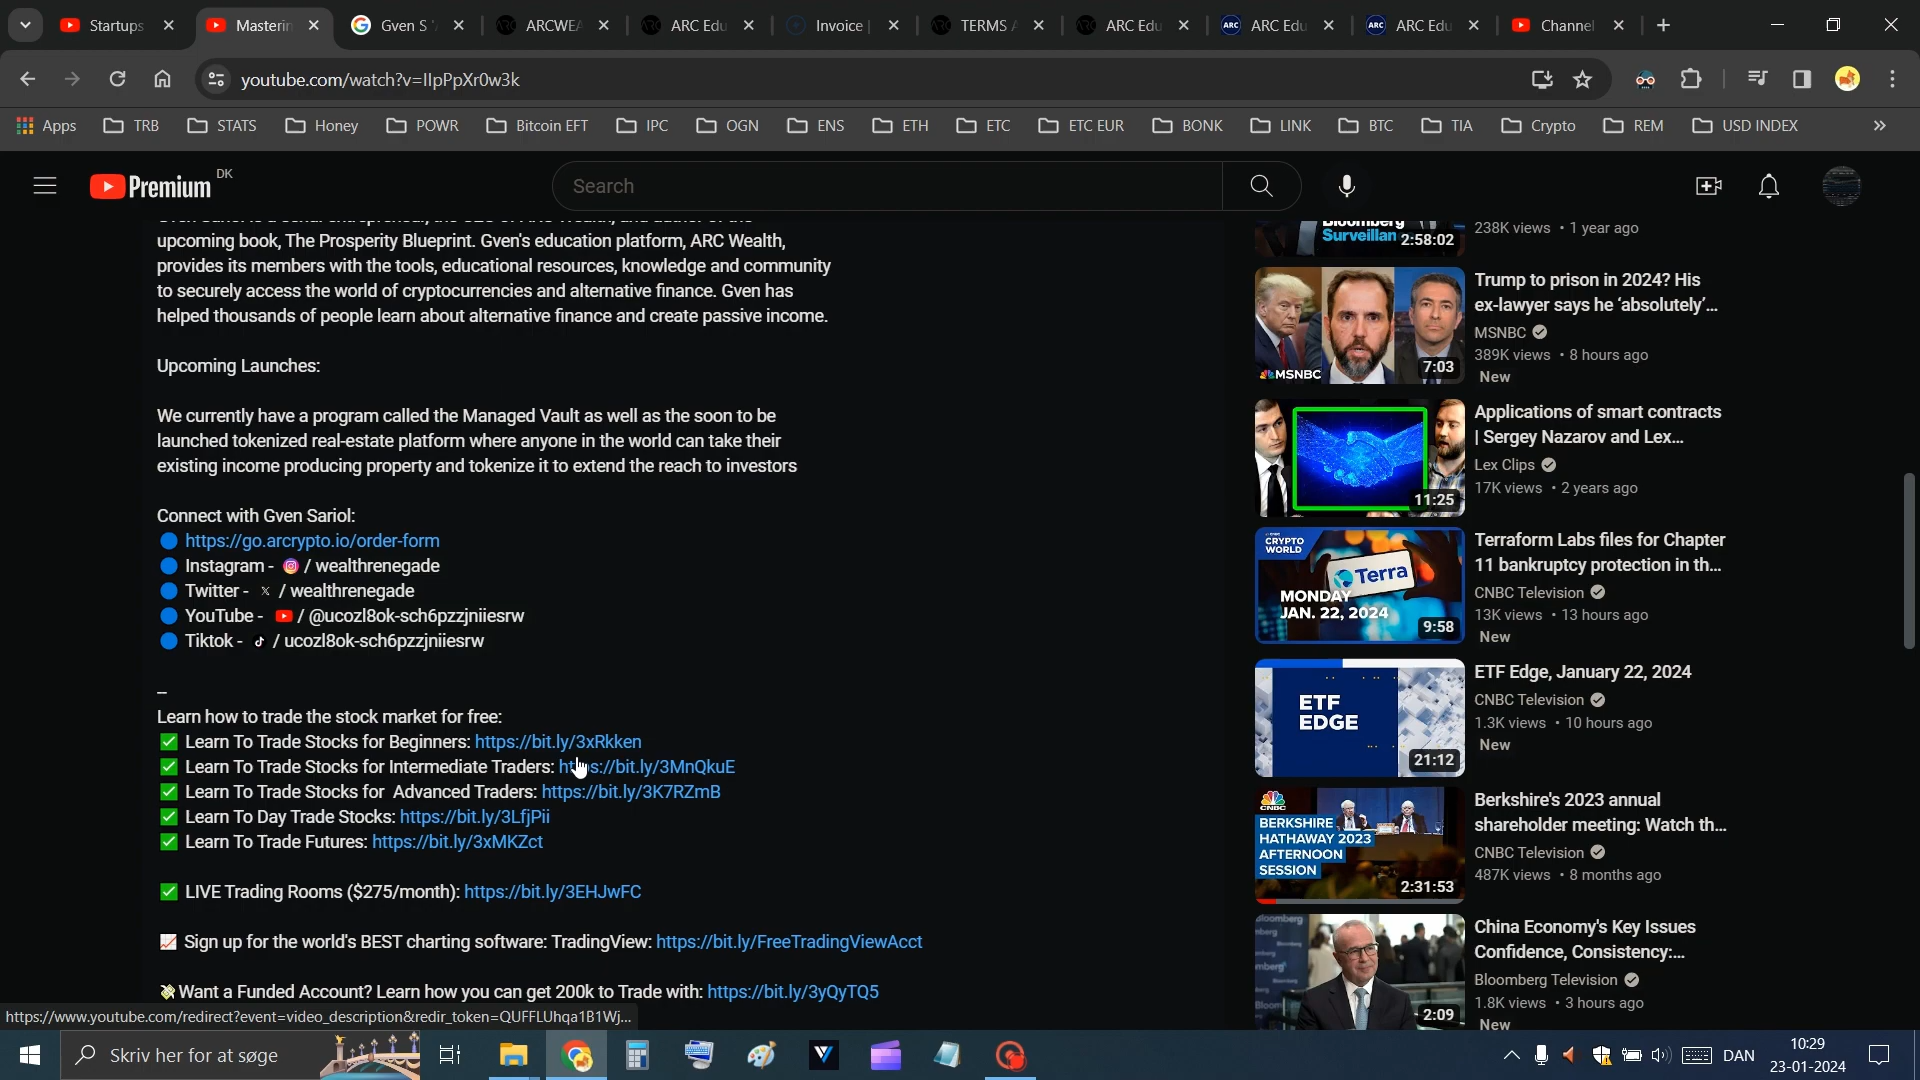 Startups
Masterin
Gven S
ARCWEA
ARC Edu
Invoice |
TERMS A
ARC Edu
ARC
ARC Edu
ARC
ARC Edu
Channel
youtube.com/watch?v=IIpPpXr0w3k
Apps
TRB
STATS
Honey
POWR
Bitcoin EFT
IPC
OGN
ENS
ETH
ETC
ETC EUR
BONK
LINK
BTC
TIA
Crypto
REM
USD INDEX
»
Premium
DK
Search
upcoming book, The Prosperity Blueprint. Gven's education platform, ARC Wealth,
provides its members with the tools, educational resources, knowledge and community
to securely access the world of cryptocurrencies and alternative finance. Gven has
helped thousands of people learn about alternative finance and create passive income.
Upcoming Launches:
We currently have a program called the Managed Vault as well as the soon to be
launched tokenized real-estate platform where anyone in the world can take their
existing income producing property and tokenize it to extend the reach to investors
Connect with Gven Sariol:
🔵 https://go.arcrypto.io/order-form
🔵 Instagram - / wealthrenegade
🔵 Twitter - / wealthrenegade
🔵 YouTube - / @ucozl8ok-sch6pzzjniiesrw
🔵 Tiktok - / ucozl8ok-sch6pzzjniiesrw
–
Learn how to trade the stock market for free:
✅ Learn To Trade Stocks for Beginners: https://bit.ly/3xRkken
✅ Learn To Trade Stocks for Intermediate Traders: https://bit.ly/3MnQkuE
✅ Learn To Trade Stocks for Advanced Traders: https://bit.ly/3K7RZmB
✅ Learn To Day Trade Stocks: https://bit.ly/3LfjPii
✅ Learn To Trade Futures: https://bit.ly/3xMKZct
✅ LIVE Trading Rooms ($275/month): https://bit.ly/3EHJwFC
📈 Sign up for the world's BEST charting software: TradingView: https://bit.ly/FreeTradingViewAcct
💸Want a Funded Account? Learn how you can get 200k to Trade with: https://bit.ly/3yQyTQ5
https://www.youtube.com/redirect?event=video_description&redir_token=QUFFLUhqa1B1Wj...
Bloomberg
Surveillan
2:58:02
238K views • 1 year ago
MSNBC
7:03
Trump to prison in 2024? His
ex-lawyer says he ‘absolutely’...
MSNBC
389K views • 8 hours ago
New
11:25
Applications of smart contracts
| Sergey Nazarov and Lex...
Lex Clips
17K views • 2 years ago
CRYPTO
WORLD
Terra
MONDAY
JAN. 22, 2024
9:58
Terraform Labs files for Chapter
11 bankruptcy protection in th...
CNBC Television
13K views • 13 hours ago
New
ETF
EDGE
21:12
ETF Edge, January 22, 2024
CNBC Television
1.3K views • 10 hours ago
New
CNBC
BERKSHIRE
HATHAWAY 2023
AFTERNOON
SESSION
2:31:53
Berkshire's 2023 annual
shareholder meeting: Watch th...
CNBC Television
487K views • 8 months ago
2:09
China Economy's Key Issues
Confidence, Consistency:...
Bloomberg Television
1.8K views • 3 hours ago
New
Skriv her for at søge
DAN
10:29
23-01-2024